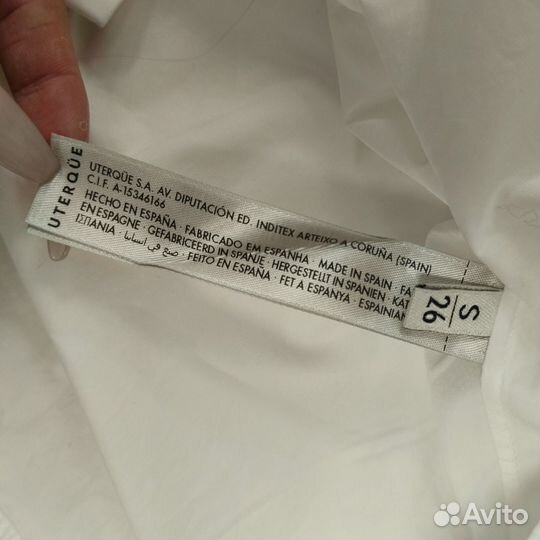 UTERQÜE
UTERQÜE S.A. AV. DIPUTACIÓN ED. INDITEX ARTEIXO A CORUÑA (SPAIN)
C.I.F. A-15346166
HECHO EN ESPAÑA · FABRICADO EM ESPANHA · MADE IN SPAIN · FA
EN ESPAGNE · GEFABRICEERD IN SPANJE · HERGESTELLT IN SPANIEN · KAT
ΙΣΠΑΝΙΑ · صنع في اسبانيا · FEITO EN ESPAÑA · FET A ESPANYA · ESPAINIAN
S
26
Avito